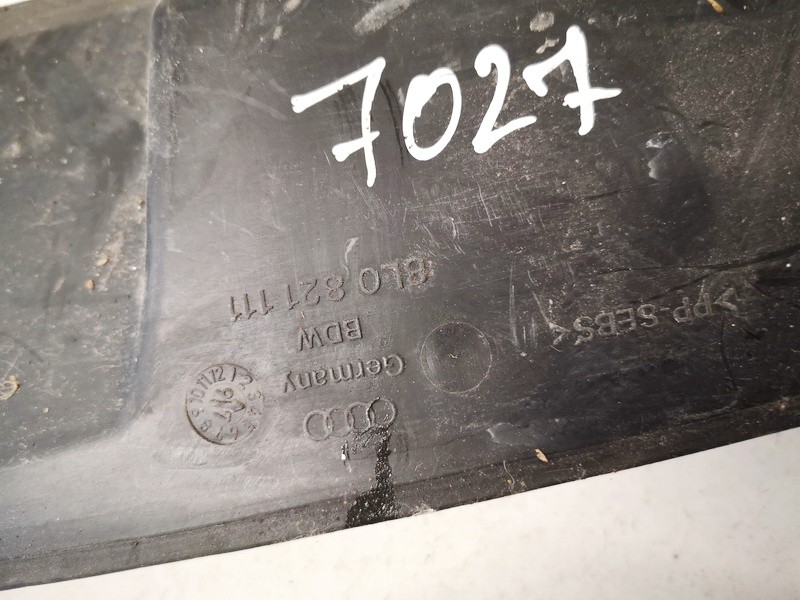 7027
8L0 821 111
>PP-SEBS<
BDW
Germany